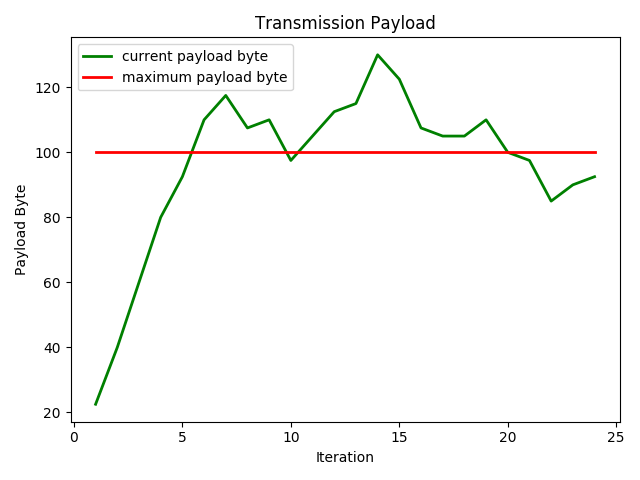 Transmission Payload
current payload byte
maximum payload byte
120
100
80
60
40
20
Payload Byte
0
5
10
15
20
25
Iteration